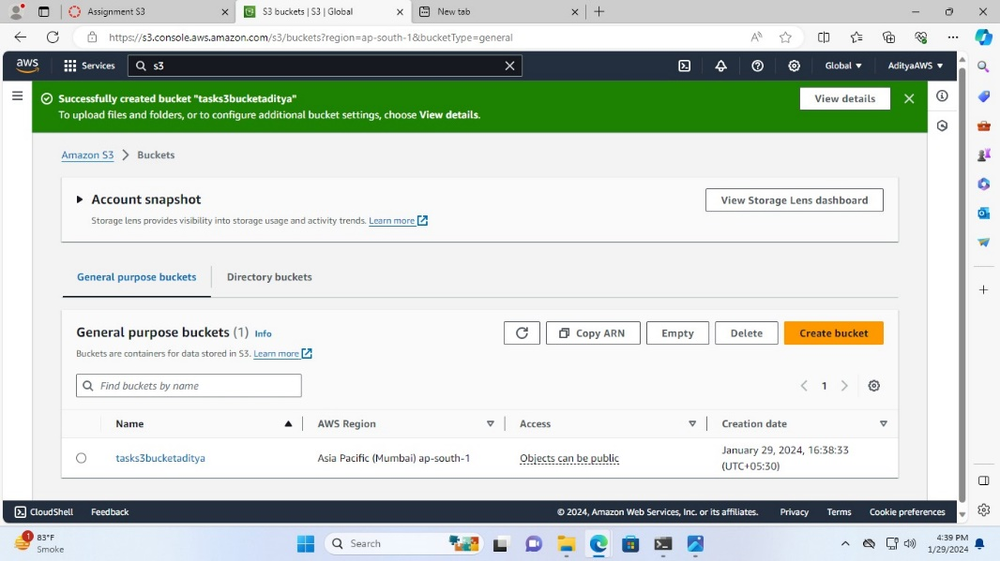 Assignment S3
S3 buckets | S3 | Global
New tab
https://s3.console.aws.amazon.com/s3/buckets?region=ap-south-1&bucketType=general
aws
Services
s3
Global
AdityaAWS
Successfully created bucket "tasks3bucketaditya"
To upload files and folders, or to configure additional bucket settings, choose View details.
View details
Amazon S3 > Buckets
Account snapshot
Storage lens provides visibility into storage usage and activity trends. Learn more
View Storage Lens dashboard
General purpose buckets
Directory buckets
General purpose buckets (1) Info
Buckets are containers for data stored in S3. Learn more
Copy ARN
Empty
Delete
Create bucket
Find buckets by name
1
Name
AWS Region
Access
Creation date
tasks3bucketaditya
Asia Pacific (Mumbai) ap-south-1
Objects can be public
January 29, 2024, 16:38:33
(UTC+05:30)
CloudShell
Feedback
© 2024, Amazon Web Services, Inc. or its affiliates.
Privacy
Terms
Cookie preferences
1
83°F
Smoke
Search
4:39 PM
1/29/2024